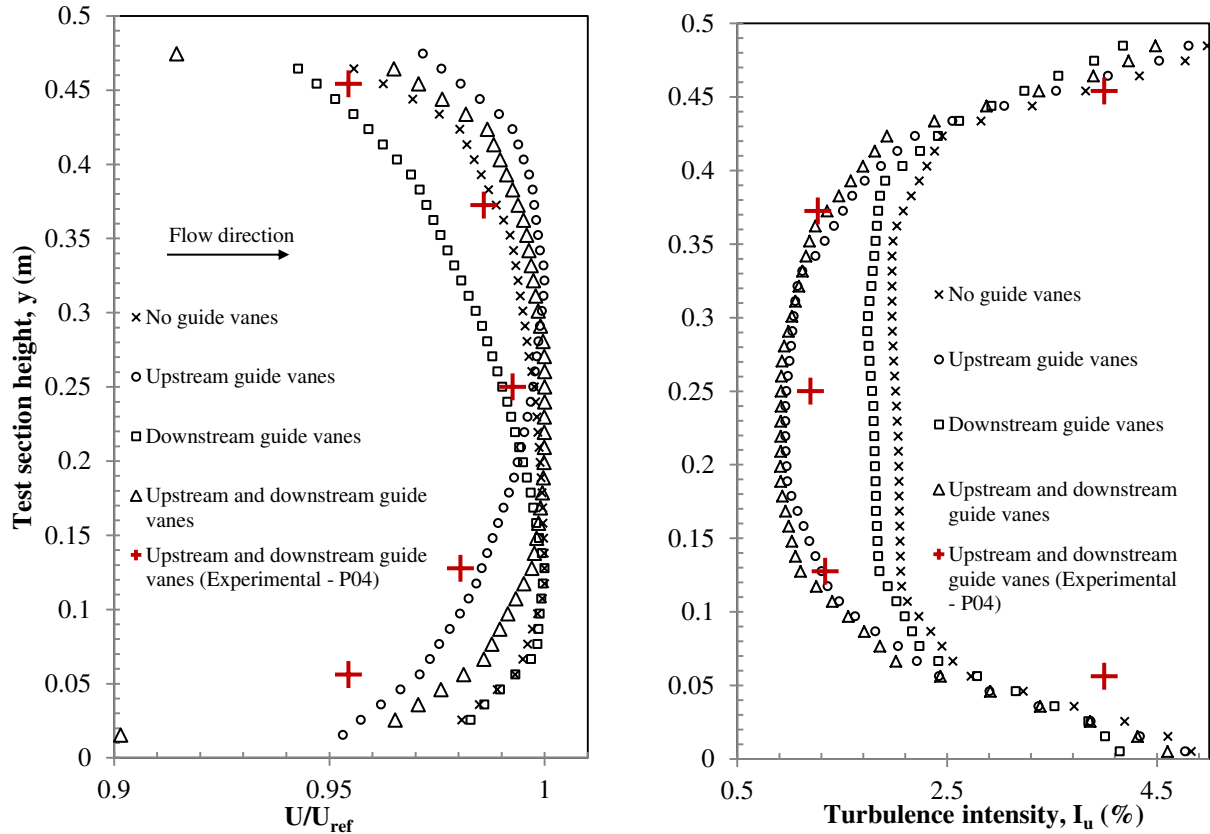 0.5
0.45
0.4
0.35
0.3
0.25
0.2
0.15
0.1
0.05
0
Test section height, y (m)
Flow direction
No guide vanes
Upstream guide vanes
Downstream guide vanes
Upstream and downstream guide
vanes
Upstream and downstream guide
vanes (Experimental - P04)
0.9
0.95
1
U/Uref
0.5
0.45
0.4
0.35
0.3
0.25
0.2
0.15
0.1
0.05
0
No guide vanes
Upstream guide vanes
Downstream guide vanes
Upstream and downstream
guide vanes
Upstream and downstream
guide vanes (Experimental
- P04)
0.5
2.5
4.5
Turbulence intensity, Iu (%)